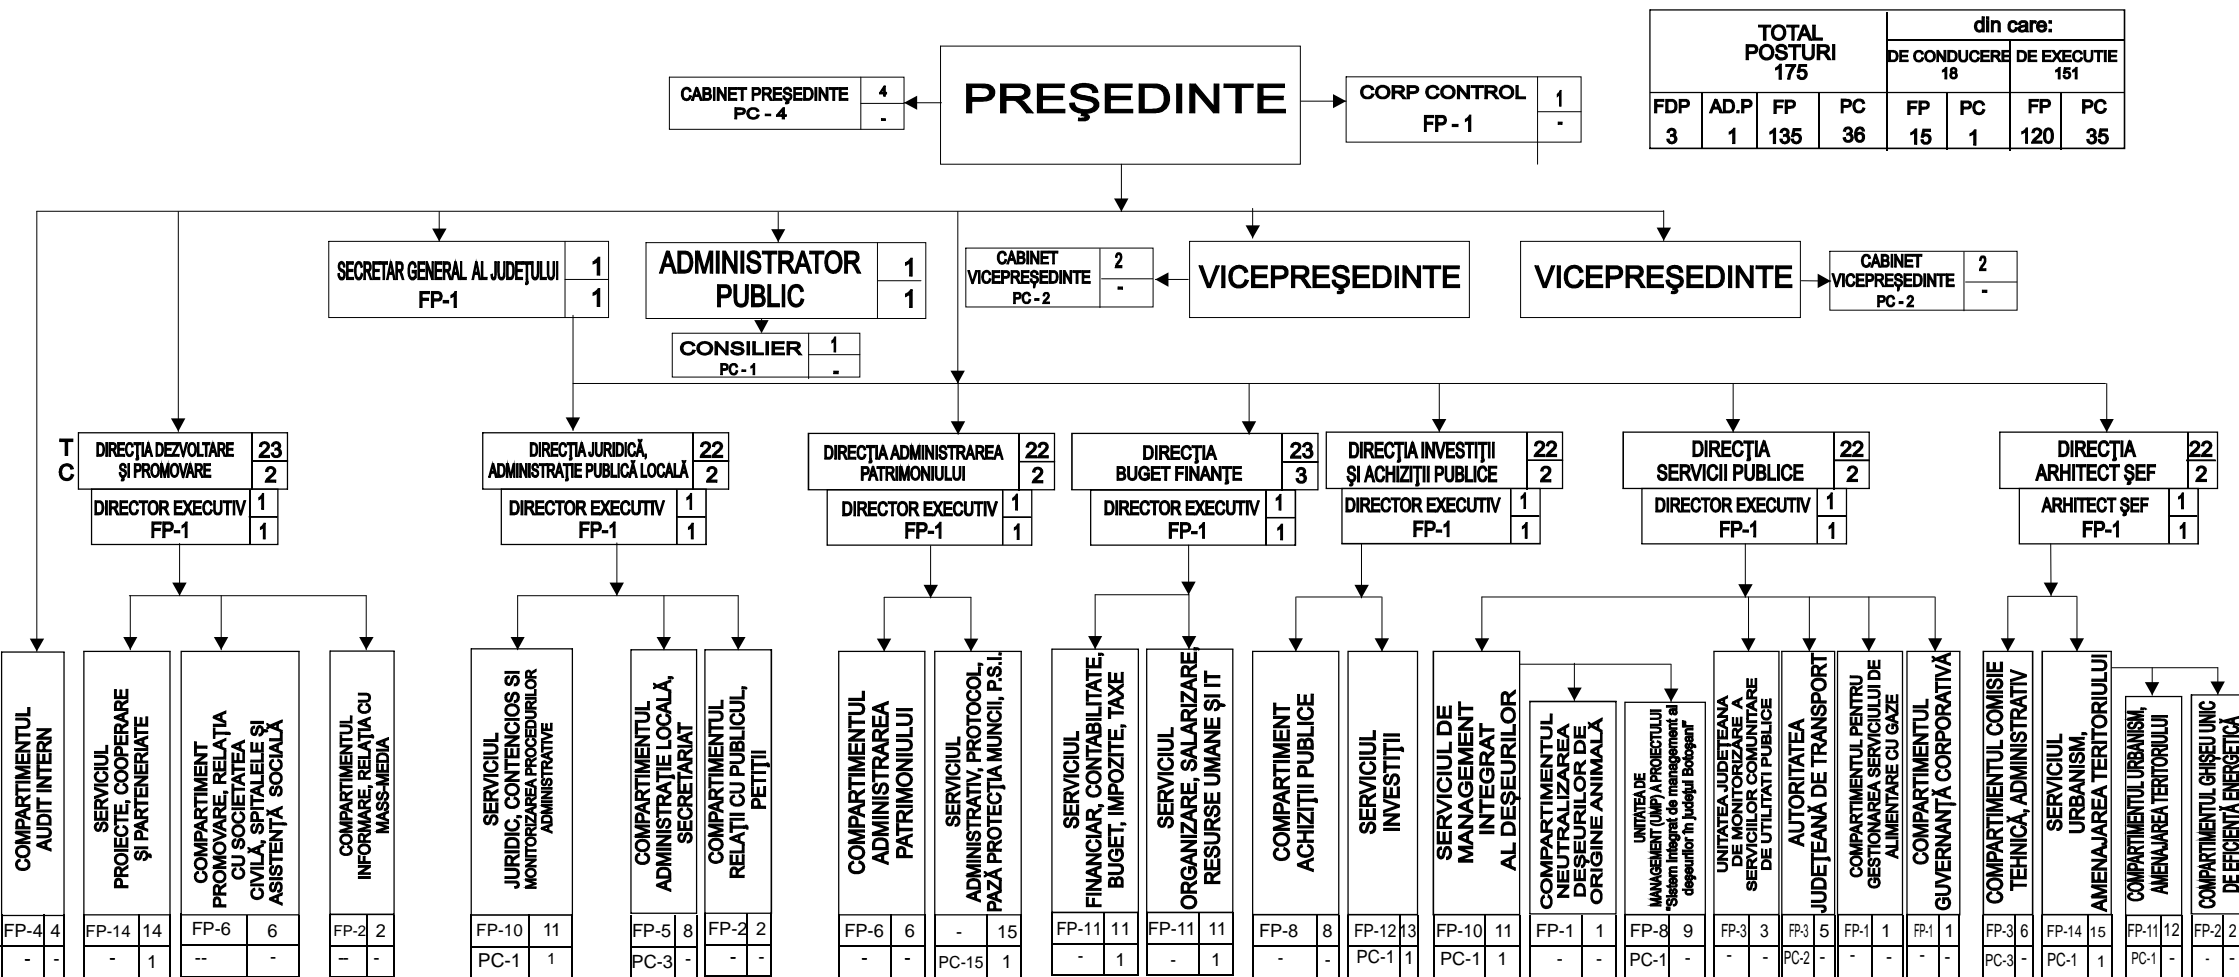 TOTAL
POSTURI
175
din care:
DE CONDUCERE
18
DE EXECUTIE
151
FDP AD.P FP PC FP PC FP PC
3 1 135 36 15 1 120 35
CABINET PREŞEDINTE
PC - 4
4
-
PREŞEDINTE
CORP CONTROL
FP - 1
1
-
SECRETAR GENERAL AL JUDEŢULUI
FP-1
1
1
ADMINISTRATOR
PUBLIC
1
1
CONSILIER
PC - 1
1
-
CABINET
VICEPREŞEDINTE
PC - 2
2
-
VICEPREŞEDINTE
VICEPREŞEDINTE
CABINET
VICEPREŞEDINTE
PC - 2
2
-
T
C
DIRECŢIA DEZVOLTARE
ŞI PROMOVARE
23
2
DIRECTOR EXECUTIV
FP-1
1
1
DIRECŢIA JURIDICĂ,
ADMINISTRAŢIE PUBLICĂ LOCALĂ
22
2
DIRECTOR EXECUTIV
FP-1
1
1
DIRECŢIA ADMINISTRAREA
PATRIMONIULUI
22
2
DIRECTOR EXECUTIV
FP-1
1
1
DIRECŢIA
BUGET FINANŢE
23
3
DIRECTOR EXECUTIV
FP-1
1
1
DIRECŢIA INVESTIŢII
ŞI ACHIZIŢII PUBLICE
22
2
DIRECTOR EXECUTIV
FP-1
1
1
DIRECŢIA
SERVICII PUBLICE
22
2
DIRECTOR EXECUTIV
FP-1
1
1
DIRECŢIA
ARHITECT ŞEF
22
2
ARHITECT ŞEF
FP-1
1
1
COMPARTIMENTUL
AUDIT INTERN
FP-4 4
- -
SERVICIUL
PROIECTE, COOPERARE
ŞI PARTENERIATE
FP-14 14
- 1
COMPARTIMENT
PROMOVARE, RELAŢIA
CU SOCIETATEA
CIVILĂ, SPITALELE ŞI
ASISTENŢĂ SOCIALĂ
FP-6 6
-- -
COMPARTIMENTUL
INFORMARE, RELAŢIA CU
MASS-MEDIA
FP-2 2
-- -
SERVICIUL
JURIDIC, CONTENCIOS SI
MONITORIZAREA PROCEDURILOR
ADMINISTRATIVE
FP-10 11
PC-1 1
COMPARTIMENTUL
ADMINISTRAŢIE LOCALĂ,
SECRETARIAT
FP-5 8
PC-3 -
COMPARTIMENTUL
RELAŢII CU PUBLICUL,
PETIŢII
FP-2 2
- -
COMPARTIMENTUL
ADMINISTRAREA
PATRIMONIULUI
FP-6 6
- -
SERVICIUL
ADMINISTRATIV, PROTOCOL,
PAZĂ PROTECŢIA MUNCII, P.S.I.
- 15
PC-15 1
SERVICIUL
FINANCIAR, CONTABILITATE,
BUGET, IMPOZITE, TAXE
FP-11 11
- 1
SERVICIUL
ORGANIZARE, SALARIZARE,
RESURSE UMANE ŞI IT
FP-11 11
- 1
COMPARTIMENT
ACHIZIŢII PUBLICE
FP-8 8
- -
SERVICIUL
INVESTIŢII
FP-12 13
PC-1 1
SERVICIUL DE
MANAGEMENT
INTEGRAT
AL DEŞEURILOR
FP-10 11
PC-1 1
COMPARTIMENTUL
NEUTRALIZAREA
DEŞEURILOR DE
ORIGINE ANIMALĂ
FP-1 1
- -
UNITATEA DE
MANAGEMENT (UMP) A PROIECTULUI
"Sistem integrat de management al
deşeurilor în judeţul Botoşani"
FP-8 9
PC-1 -
UNITATEA JUDEŢEANA
DE MONITORIZARE A
SERVICIILOR COMUNITARE
DE UTILITATI PUBLICE
FP-3 3
- -
AUTORITATEA
JUDEŢEANĂ DE TRANSPORT
FP-3 5
PC-2 -
COMPARTIMENTUL PENTRU
GESTIONAREA SERVICIULUI DE
ALIMENTARE CU GAZE
FP-1 1
- -
COMPARTIMENTUL
GUVERNANŢĂ CORPORATIVĂ
FP-1 1
- -
COMPARTIMENTUL COMISIE
TEHNICĂ, ADMINISTRATIV
FP-3 6
PC-3 -
SERVICIUL
URBANISM,
AMENAJAREA TERITORIULUI
FP-14 15
PC-1 1
COMPARTIMENTUL URBANISM,
AMENAJAREA TERITORIULUI
FP-11 12
PC-1 -
COMPARTIMENTUL GHIŞEU UNIC
DE EFICIENŢĂ ENERGETICĂ
FP-2 2
- -